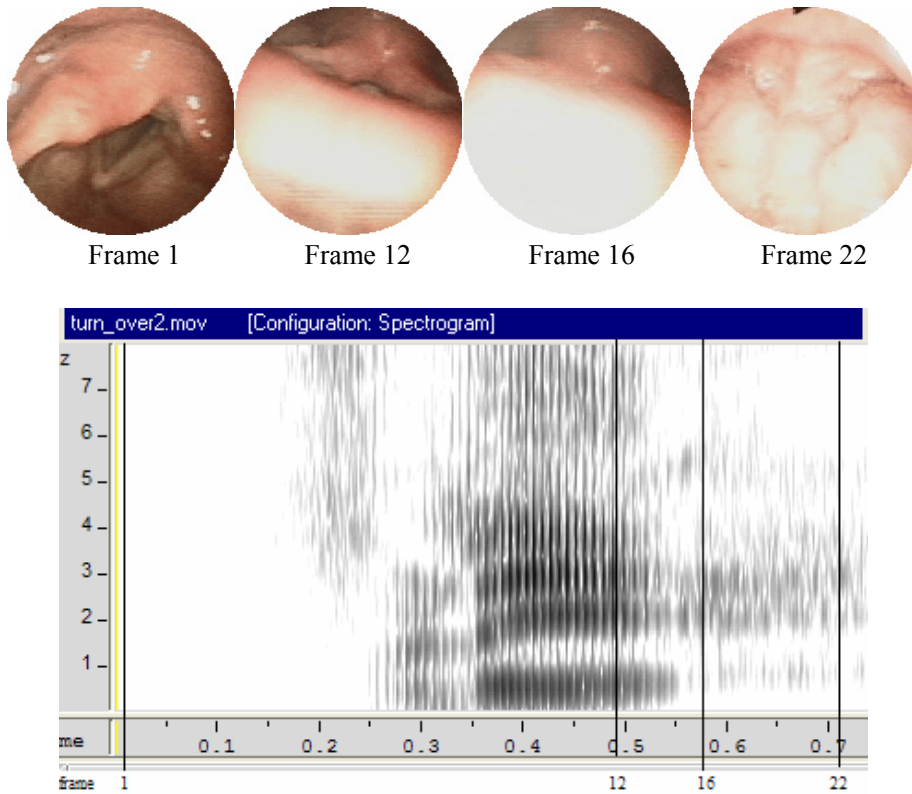 Frame 1 Frame 12 Frame 16 Frame 22
turn_over2.mov [Configuration: Spectrogram]
z
7
6
5
4
3
2
1
me 0.1 0.2 0.3 0.4 0.5 0.6 0.7
frame 1 12 16 22